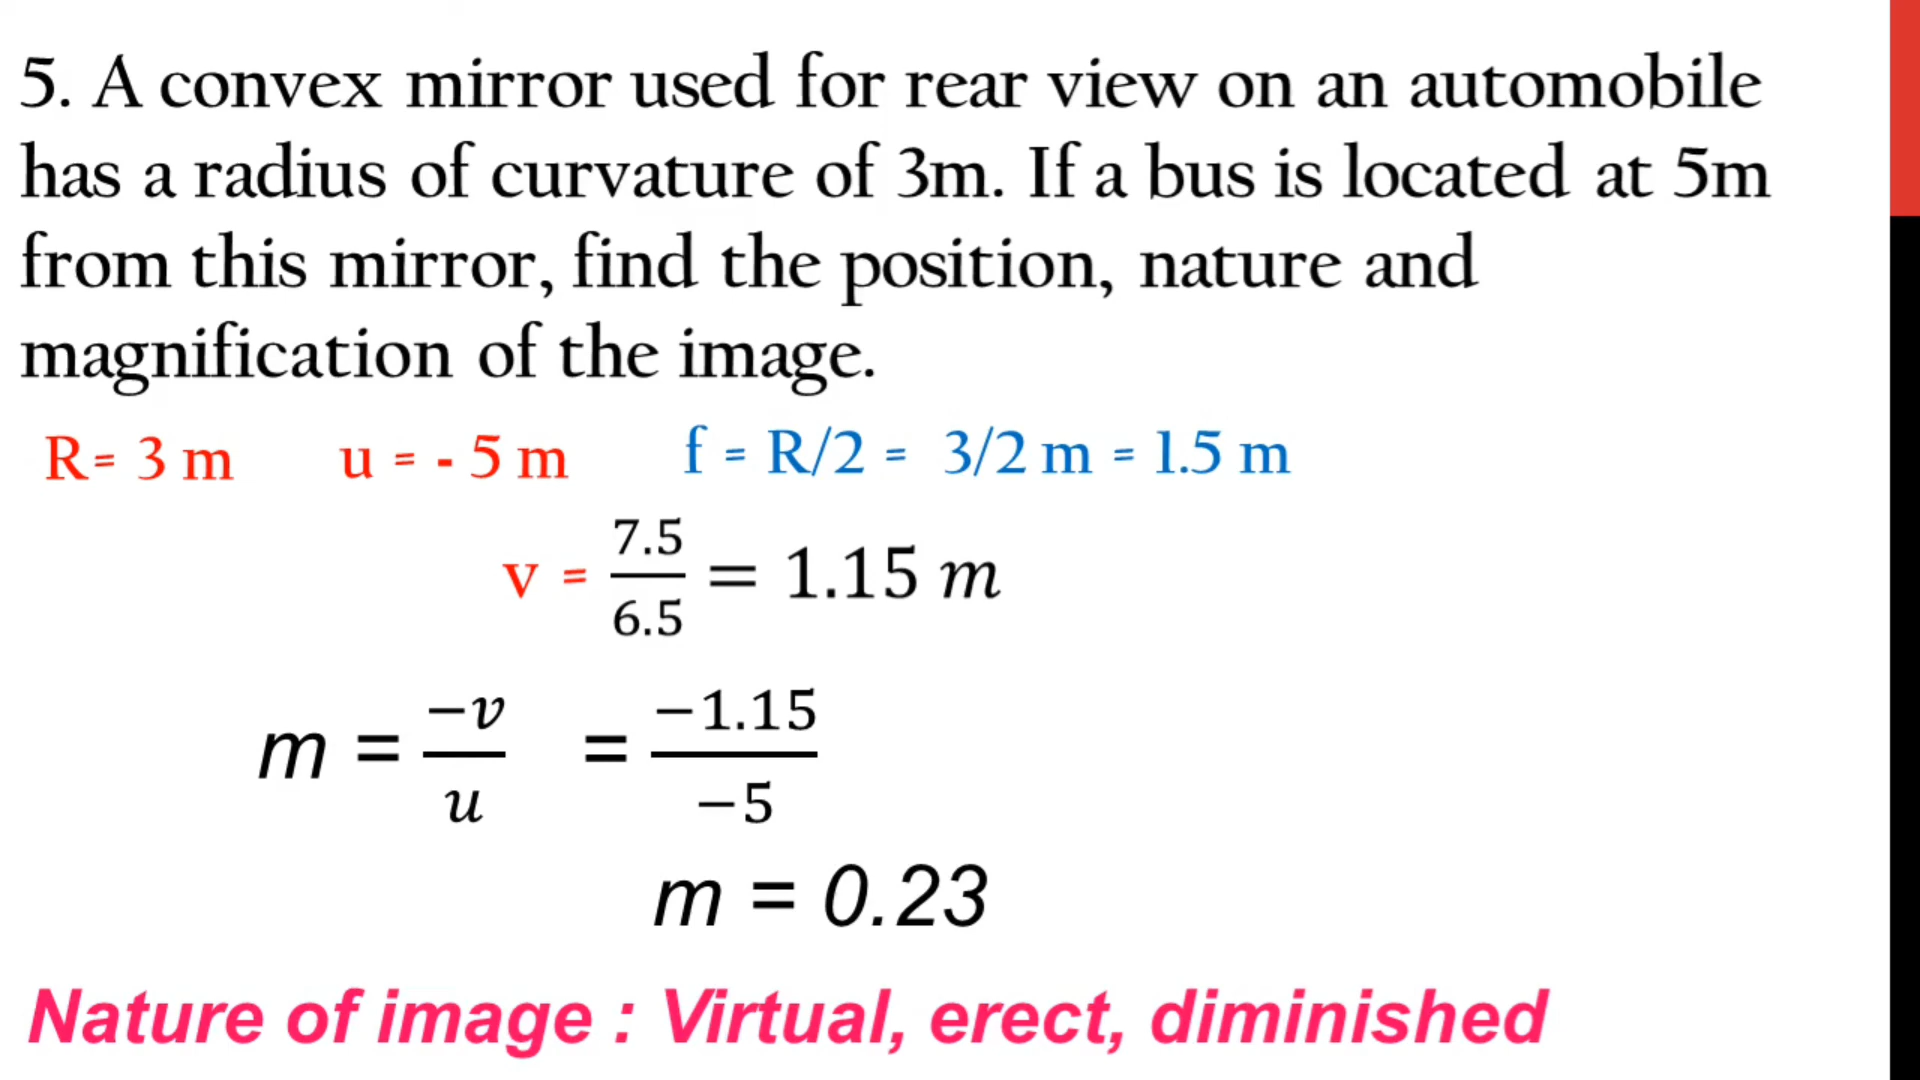 5. A convex mirror used for rear view on an automobile
has a radius of curvature of 3m. If a bus is located at 5m
from this mirror, find the position, nature and
magnification of the image.
R= 3 m u = - 5 m f = R/2 = 3/2 m = 1.5 m
v = 7.5/6.5 = 1.15 m
m = −v/u = −1.15/−5
m = 0.23
Nature of image : Virtual, erect, diminished